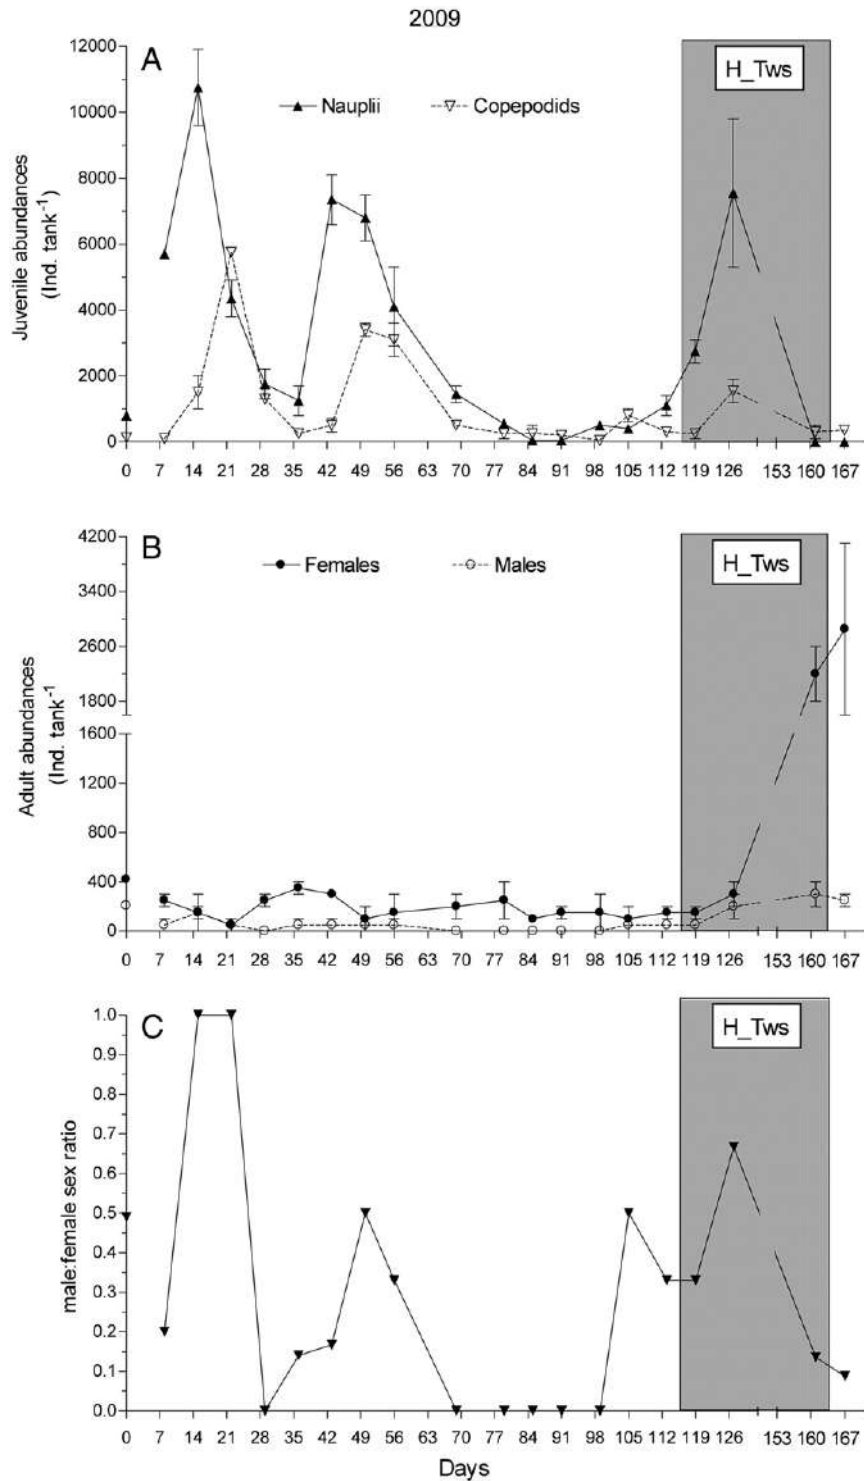 2009
A
H_Tws
Nauplii Copepodids
Juvenile abundances
(Ind. tank-1)
12000
10000
8000
6000
4000
2000
0
0 7 14 21 28 35 42 49 56 63 70 77 84 91 98 105 112 119 126 153 160 167
B
H_Tws
Females Males
Adult abundances
(Ind. tank-1)
4200
3400
2600
1800
1600
1200
800
400
0
0 7 14 21 28 35 42 49 56 63 70 77 84 91 98 105 112 119 126 153 160 167
C
H_Tws
male:female sex ratio
1.0
0.9
0.8
0.7
0.6
0.5
0.4
0.3
0.2
0.1
0.0
0 7 14 21 28 35 42 49 56 63 70 77 84 91 98 105 112 119 126 153 160 167
Days